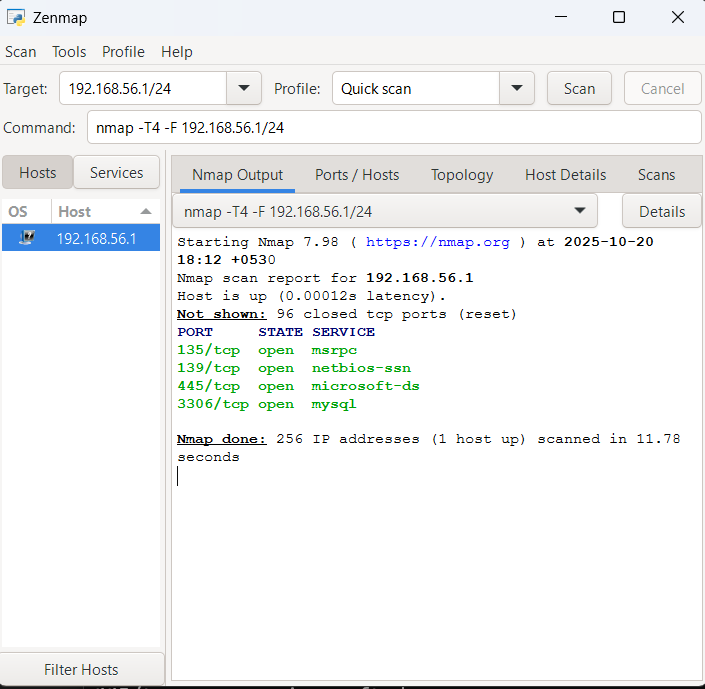 Zenmap
Scan Tools Profile Help
Target: 192.168.56.1/24 Profile: Quick scan Scan Cancel
Command: nmap -T4 -F 192.168.56.1/24
Hosts Services
OS Host
192.168.56.1
Filter Hosts
Nmap Output Ports / Hosts Topology Host Details Scans
nmap -T4 -F 192.168.56.1/24 Details
Starting Nmap 7.98 ( https://nmap.org ) at 2025-10-20
18:12 +0530
Nmap scan report for 192.168.56.1
Host is up (0.00012s latency).
Not shown: 96 closed tcp ports (reset)
PORT STATE SERVICE
135/tcp open msrpc
139/tcp open netbios-ssn
445/tcp open microsoft-ds
3306/tcp open mysql
Nmap done: 256 IP addresses (1 host up) scanned in 11.78
seconds